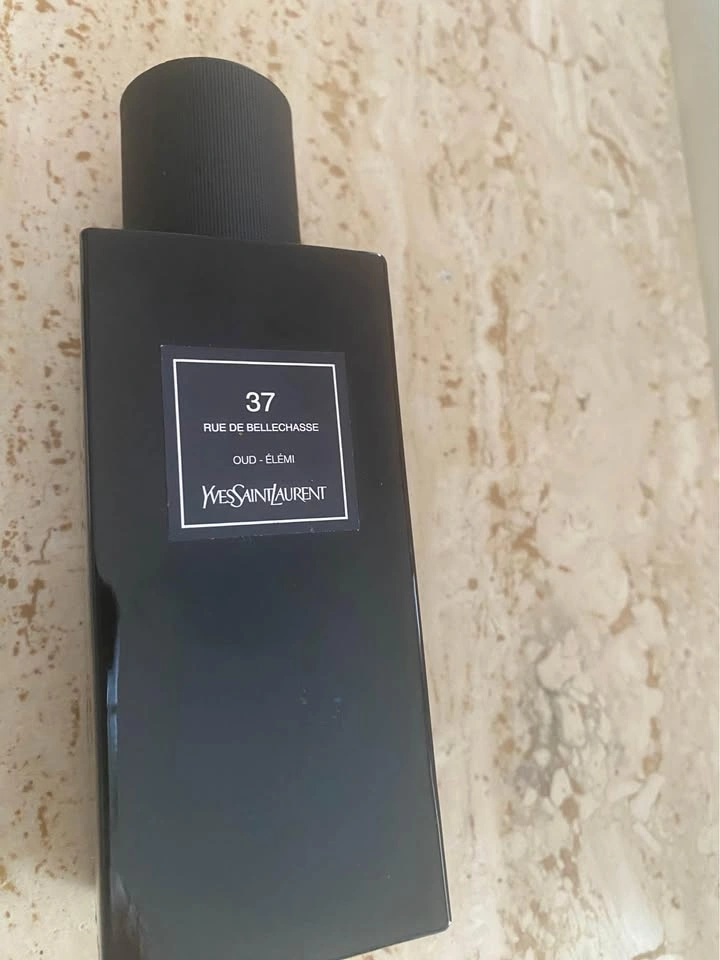 37
RUE DE BELLECHASSE
OUD - ÉLÉMI
YVESSAINTLAURENT